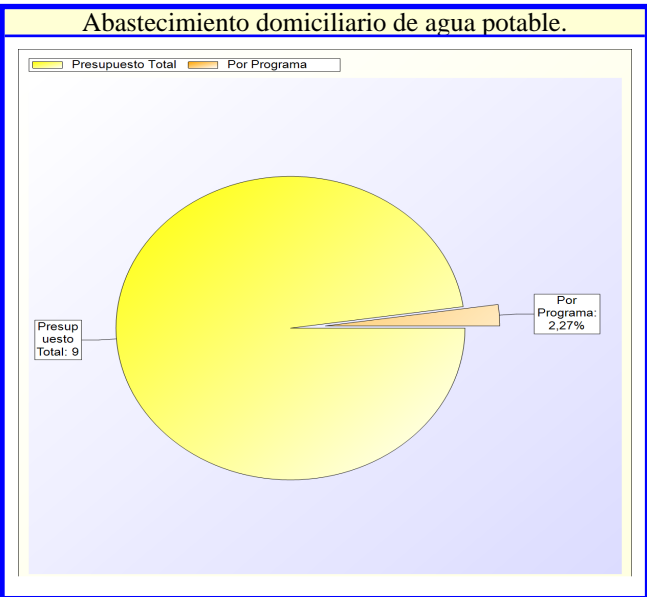 Abastecimiento domiciliario de agua potable.
Presupuesto Total Por Programa
Presup
uesto
Total: 9
Por
Programa:
2,27%